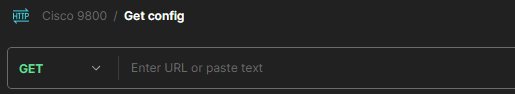 HTTP Cisco 9800 / Get config
GET Enter URL or paste text